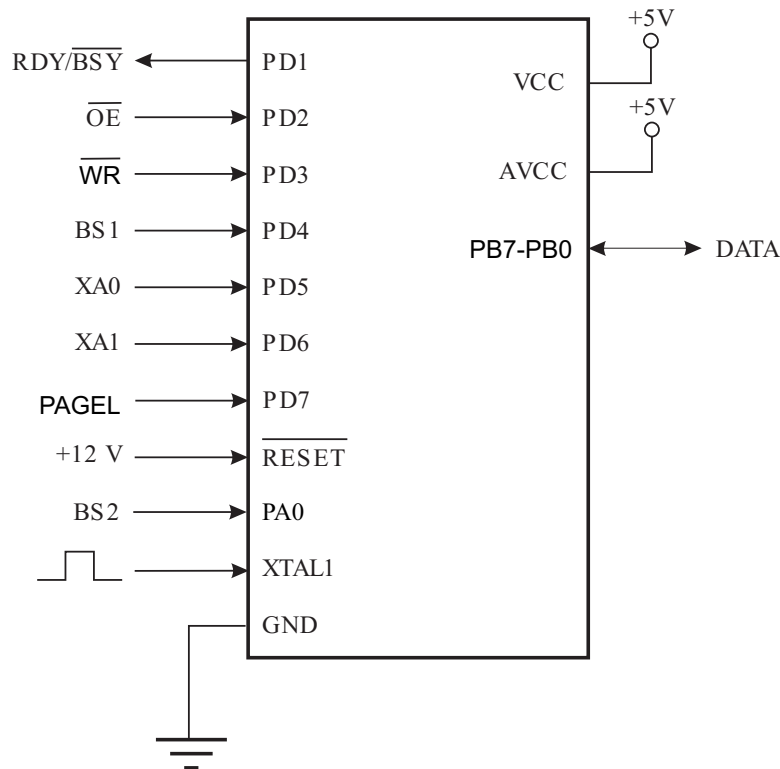 RDY/BSY
OE
WR
BS1
XA0
XA1
PAGEL
+12 V
BS2
PD1
PD2
PD3
PD4
PD5
PD6
PD7
RESET
PA0
XTAL1
GND
+5V
VCC
+5V
AVCC
PB7-PB0
DATA